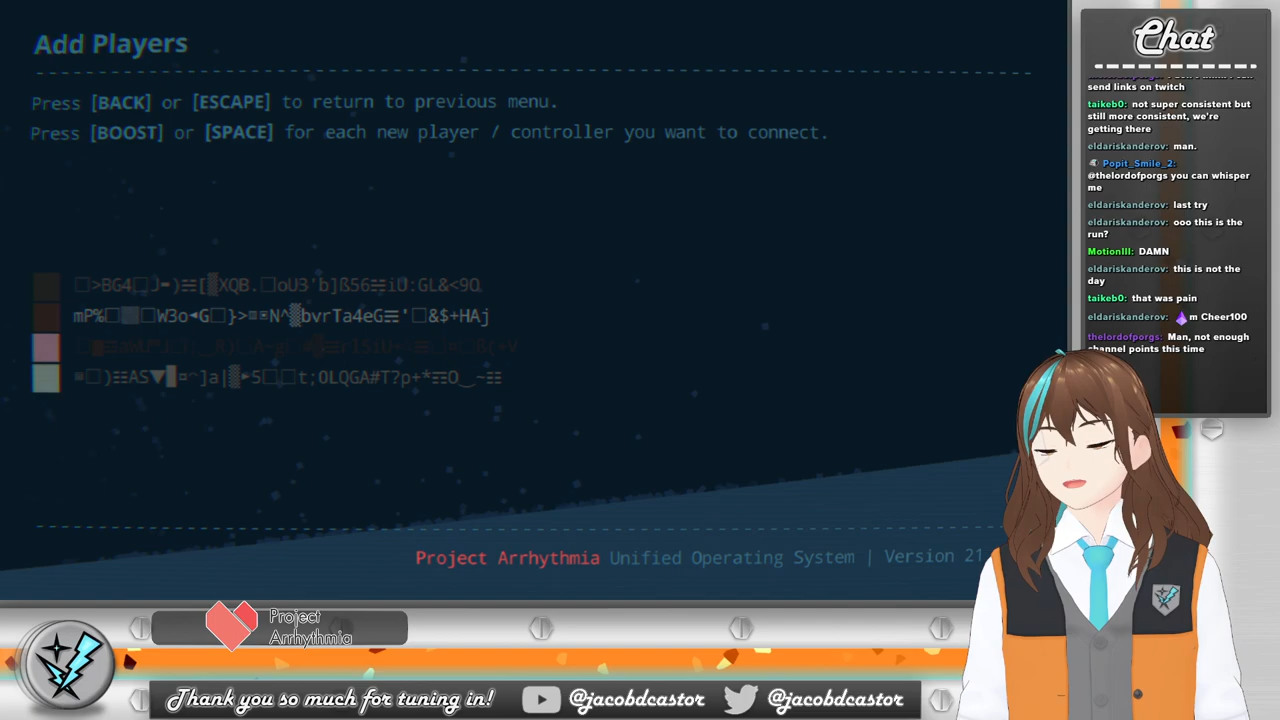 Add Players
Press [BACK] or [ESCAPE] to return to previous menu.
Press [BOOST] or [SPACE] for each new player / controller you want to connect.
Project Arrhythmia Unified Operating System | Version 21
Project
Arrhythmia
Thank you so much for tuning in!
@jacobdcastor
@jacobdcastor
Chat
send links on twitch
taikeb0: not super consistent but
still more consistent, we're
getting there
eldariskanderov: man.
Popit_Smile_2:
@thelordofporgs you can whisper
me
eldariskanderov: last try
eldariskanderov: ooo this is the
run?
MotionIII: DAMN
eldariskanderov: this is not the
day
taikeb0: that was pain
eldariskanderov: m Cheer100
thelordofporgs: Man, not enough
channel points this time